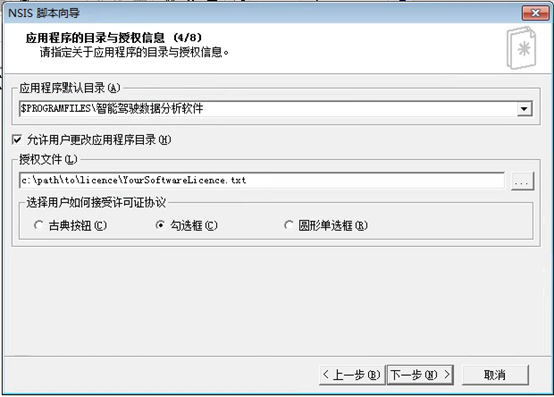 NSIS 脚本向导
应用程序的目录与授权信息 (4/8)
请指定关于应用程序的目录与授权信息。
应用程序默认目录(A)
$PROGRAMFILES\智能驾驶数据分析软件
允许用户更改应用程序目录(H)
授权文件(L)
c:\path\to\licence\YourSoftwareLicence.txt
...
选择用户如何接受许可证协议
古典按钮(C) 勾选框(C) 圆形单选框(R)
< 上一步(B) 下一步(N) > 取消